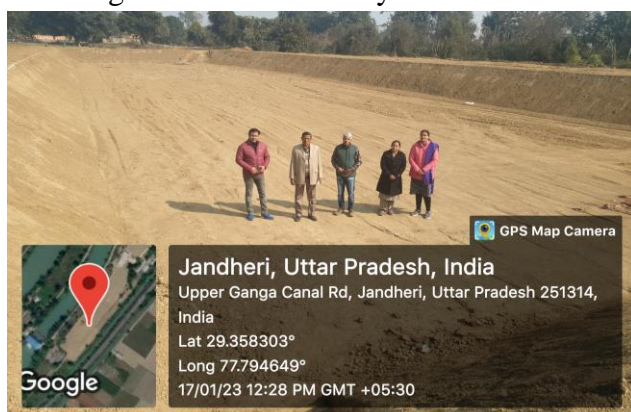 GPS Map Camera
Jandheri, Uttar Pradesh, India
Upper Ganga Canal Rd, Jandheri, Uttar Pradesh 251314,
India
Lat 29.358303°
Long 77.794649°
17/01/23 12:28 PM GMT +05:30
Google